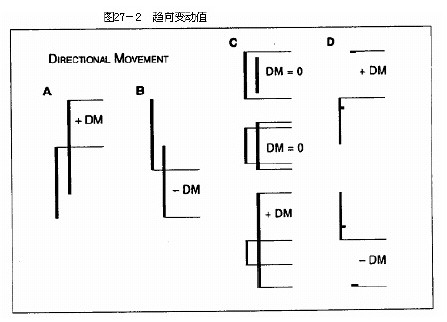 图27-2 趋向变动值
C D
DIRECTIONAL MOVEMENT
+ DM
DM = 0
A B
+ DM
DM = 0
- DM
+ DM
- DM